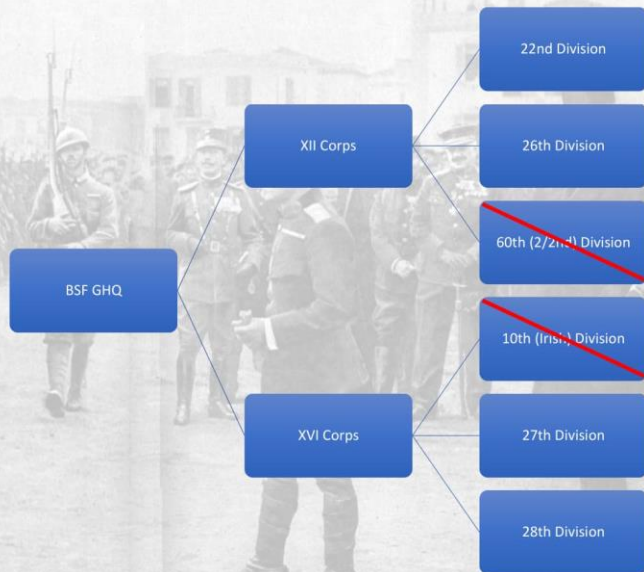 22nd Division
XII Corps
26th Division
60th (2/2nd) Division
BSF GHQ
10th (Irish) Division
XVI Corps
27th Division
28th Division